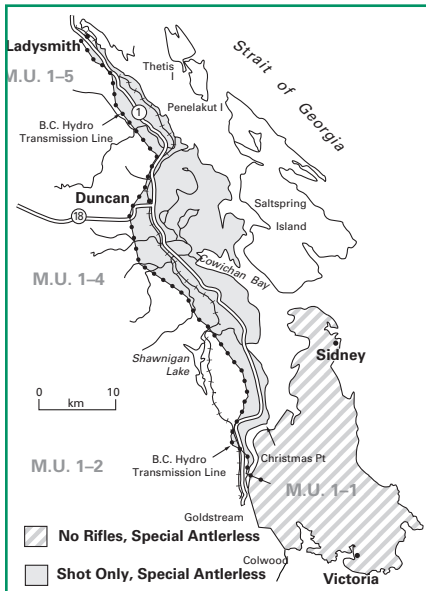 Ladysmith
M.U. 1–5
Thetis
I
Strait of Georgia
Penelakut I
1
B.C. Hydro
Transmission Line
Duncan
18
Saltspring
Island
Cowichan Bay
M.U. 1–4
Sidney
Shawnigan
Lake
0 10
km
M.U. 1–2
B.C. Hydro
Transmission Line
Christmas Pt
M.U. 1–1
Goldstream
No Rifles, Special Antlerless
Colwood
Shot Only, Special Antlerless
Victoria